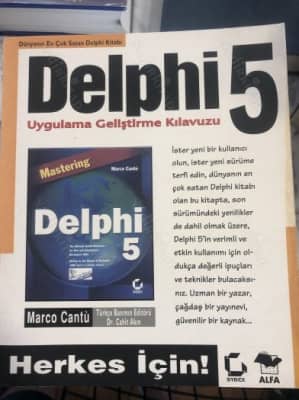 Dünyanın En Çok Satan Delphi Kitabı
Delphi 5
Uygulama Geliştirme Kılavuzu
İster yeni bir kullanıcı
olun, ister yeni sürüme
terfi edin, dünyanın en
çok satan Delphi kitabı
olan bu kitapta, son
sürümündeki yenilikler
de dahil olmak üzere,
Delphi 5'in verimli ve
etkin kullanımı için ol-
dukça değerli ipuçları
ve teknikler bulacaksı-
nız. Uzman bir yazar,
çağdaş bir yayınevi,
güvenilir bir kaynak...
Mastering
Marco Cantù
Delphi
5
SYBEX
Marco Cantù
Türkçe Basımın Editörü
Dr. Cahit Akın
Herkes İçin!
SYBEX
ALFA